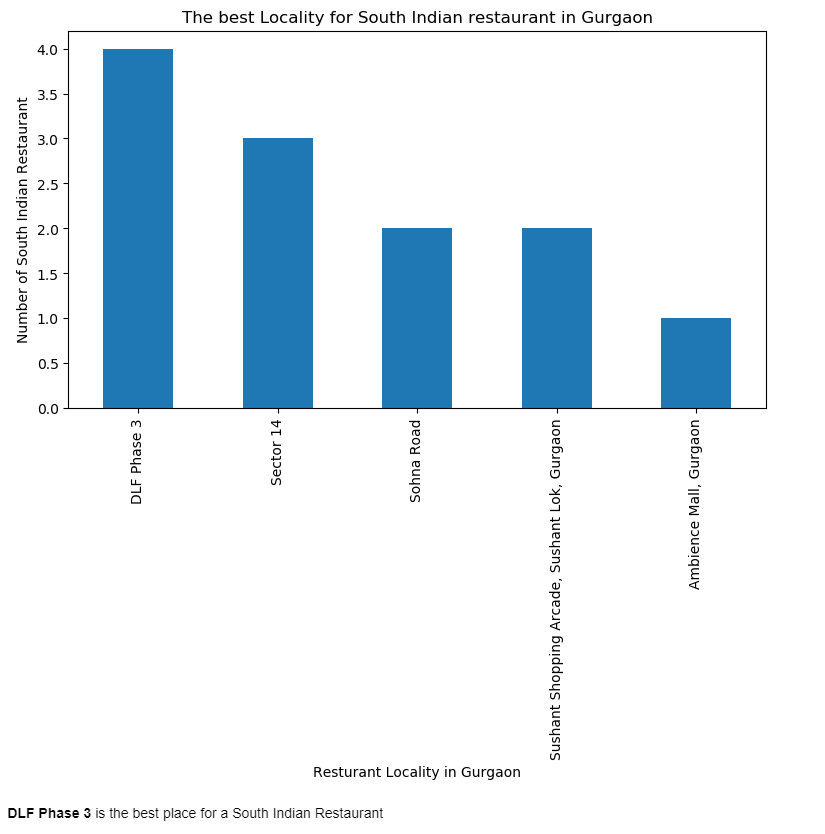 The best Locality for South Indian restaurant in Gurgaon
Number of South Indian Restaurant
4.0
3.5
3.0
2.5
2.0
1.5
1.0
0.5
0.0
DLF Phase 3
Sector 14
Sohna Road
Sushant Shopping Arcade, Sushant Lok, Gurgaon
Ambience Mall, Gurgaon
Resturant Locality in Gurgaon
DLF Phase 3 is the best place for a South Indian Restaurant